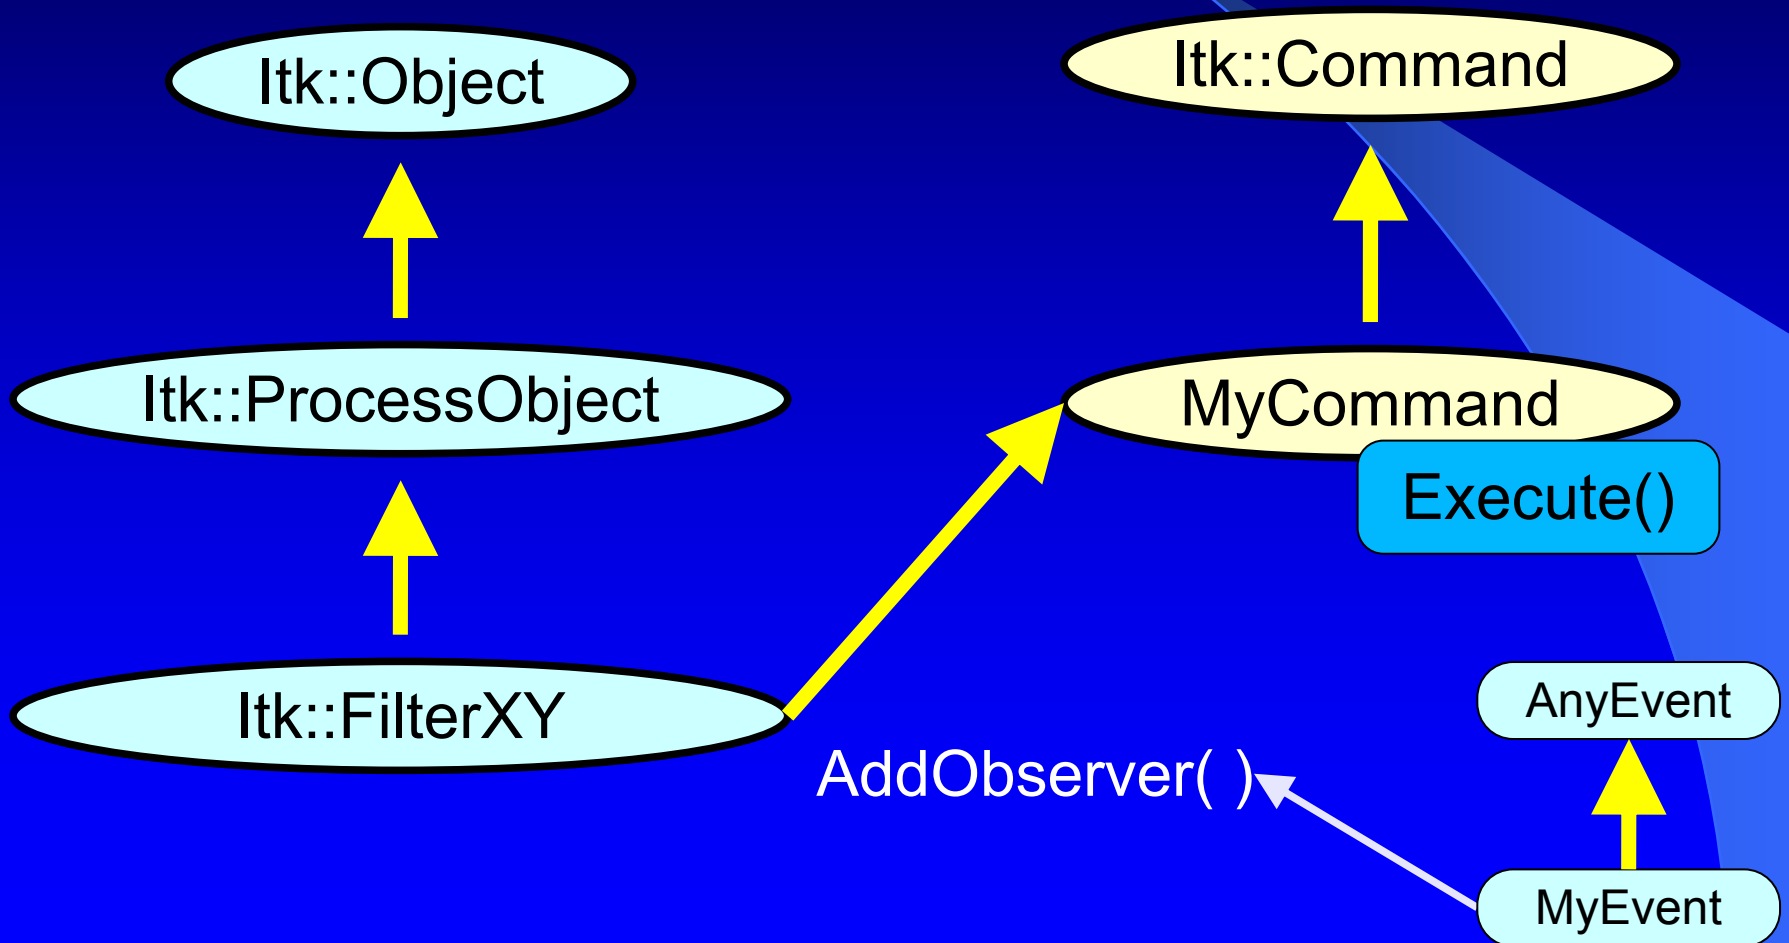 Itk::Object
Itk::Command
Itk::ProcessObject
MyCommand
Execute()
Itk::FilterXY
AnyEvent
AddObserver( )
MyEvent